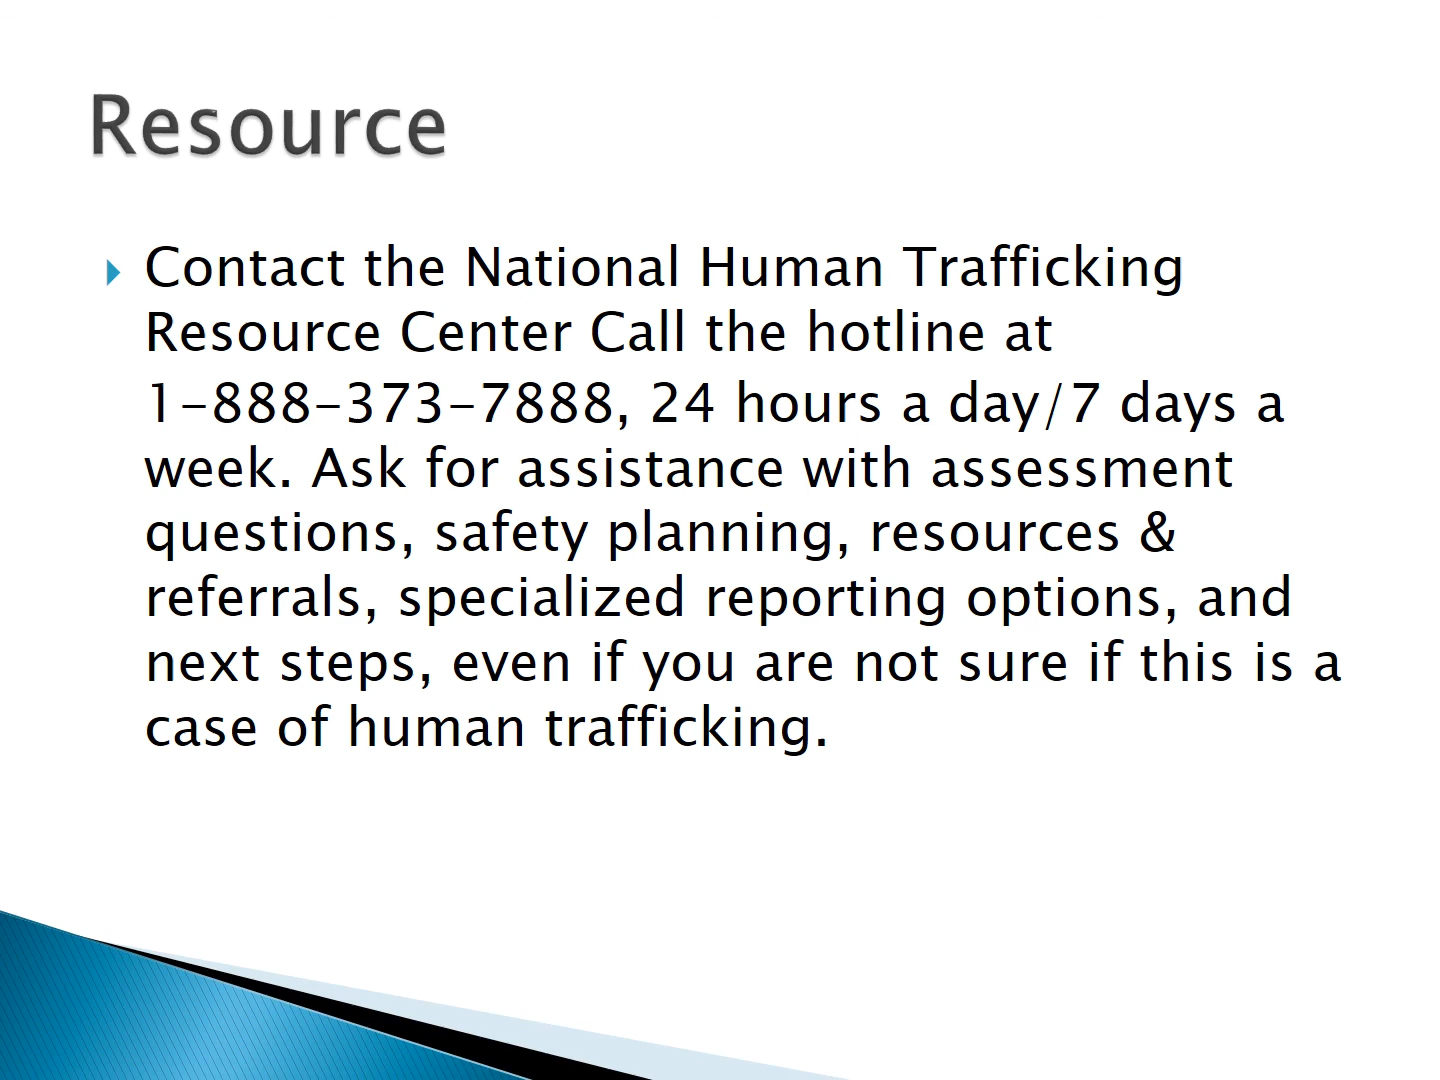 Resource
Contact the National Human Trafficking
Resource Center Call the hotline at
1-888-373-7888, 24 hours a day/7 days a
week. Ask for assistance with assessment
questions, safety planning, resources &
referrals, specialized reporting options, and
next steps, even if you are not sure if this is a
case of human trafficking.